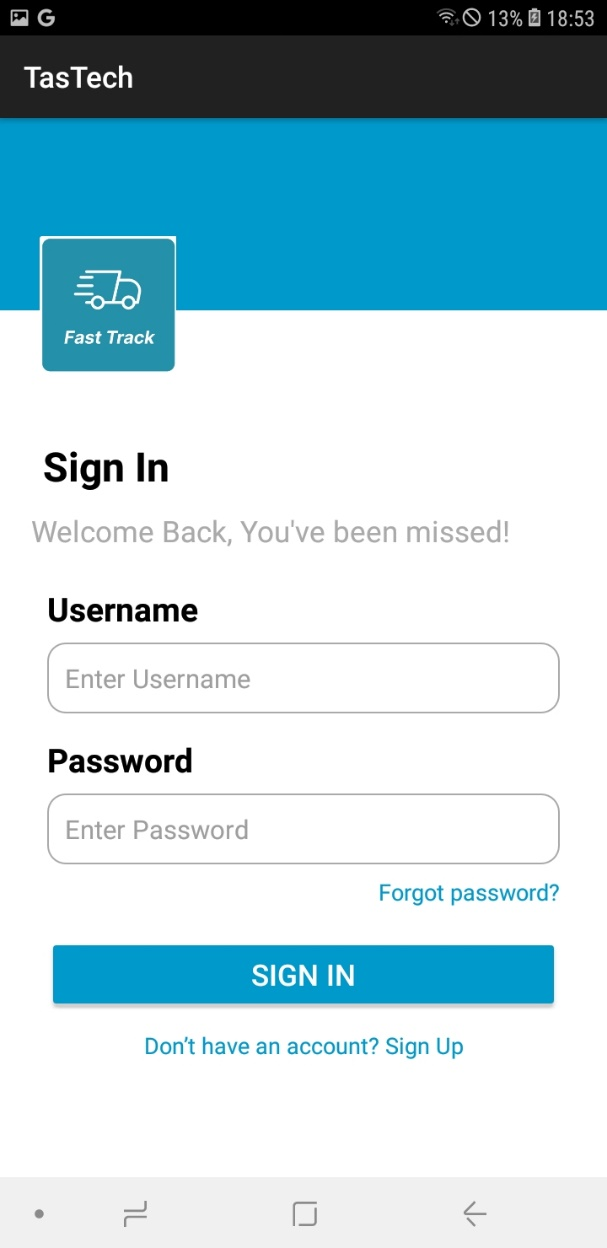 13% 18:53
TasTech
Fast Track
Sign In
Welcome Back, You've been missed!
Username
Enter Username
Password
Enter Password
Forgot password?
SIGN IN
Don’t have an account? Sign Up